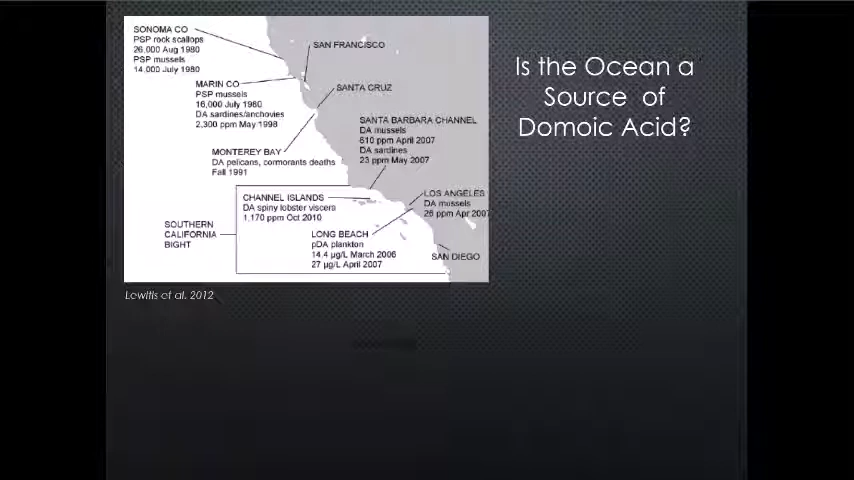 SONOMA CO
PSP rock scallops
26,000 Aug 1980
PSP mussels
14,000 July 1980
SAN FRANCISCO
MARIN CO
PSP mussels
16,000 July 1980
DA sardines/anchovies
2,300 ppm May 1998
SANTA CRUZ
SANTA BARBARA CHANNEL
DA mussels
610 ppm April 2007
DA sardines
23 ppm May 2007
MONTEREY BAY
DA pelicans, cormorants deaths
Fall 1991
CHANNEL ISLANDS
DA spiny lobster viscera
1,170 ppm Oct 2010
LOS ANGELES
DA mussels
26 ppm Apr 2007
SOUTHERN
CALIFORNIA
BIGHT
LONG BEACH
pDA plankton
14.4 µg/L March 2006
27 µg/L April 2007
SAN DIEGO
Lewitis et al. 2012
Is the Ocean a
Source of
Domoic Acid?